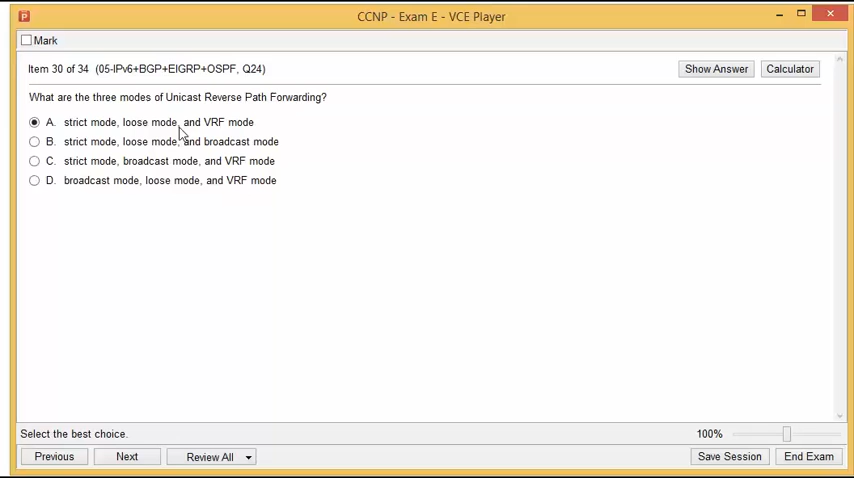 CCNP - Exam E - VCE Player
Mark
Item 30 of 34 (05-IPv6+BGP+EIGRP+OSPF, Q24)
Show Answer
Calculator
What are the three modes of Unicast Reverse Path Forwarding?
A. strict mode, loose mode, and VRF mode
B. strict mode, loose mode, and broadcast mode
C. strict mode, broadcast mode, and VRF mode
D. broadcast mode, loose mode, and VRF mode
Select the best choice.
100%
Previous
Next
Review All
Save Session
End Exam